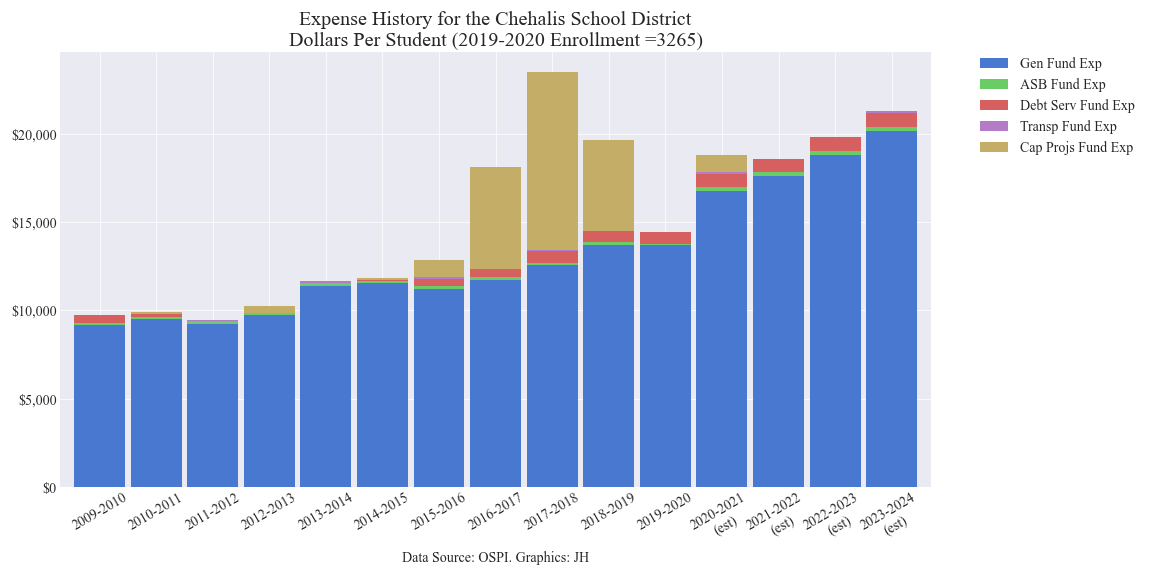 Expense History for the Chehalis School District
Dollars Per Student (2019-2020 Enrollment =3265)
Gen Fund Exp
ASB Fund Exp
Debt Serv Fund Exp
Transp Fund Exp
Cap Projs Fund Exp
$20,000
$15,000
$10,000
$5,000
$0
2009-2010
2010-2011
2011-2012
2012-2013
2013-2014
2014-2015
2015-2016
2016-2017
2017-2018
2018-2019
2019-2020
2020-2021
(est)
2021-2022
(est)
2022-2023
(est)
2023-2024
(est)
Data Source: OSPI. Graphics: JH